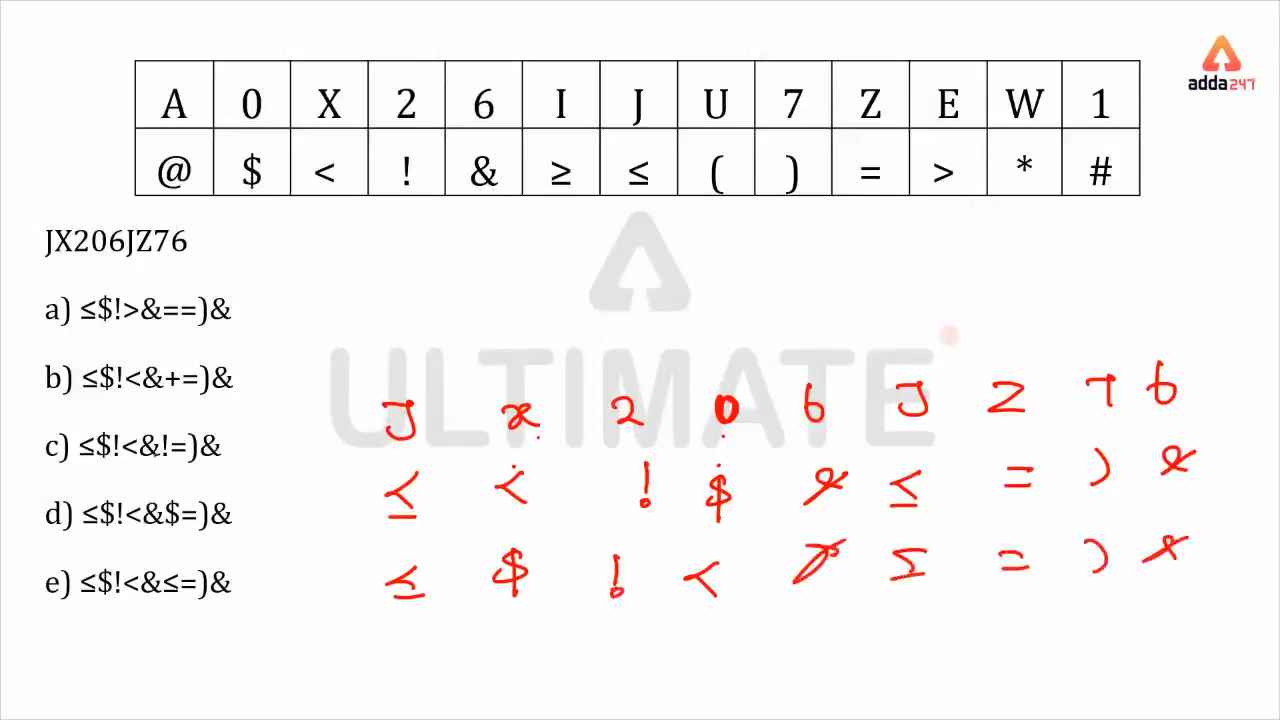 adda247
A 0 X 2 6 I J U 7 Z E W 1
@ $ < ! & ≥ ≤ ( ) = > * #
JX206JZ76
a) ≤$!>&==)&
b) ≤$!<&+=)&
c) ≤$!<&!=)&
d) ≤$!<&$=)&
e) ≤$!<&≤=)&
ULTIMATE
J x 2 0 6 J Z 7 6
≤ < ! $ & ≤ = ) &
≤ $ ! < & ≤ = ) &